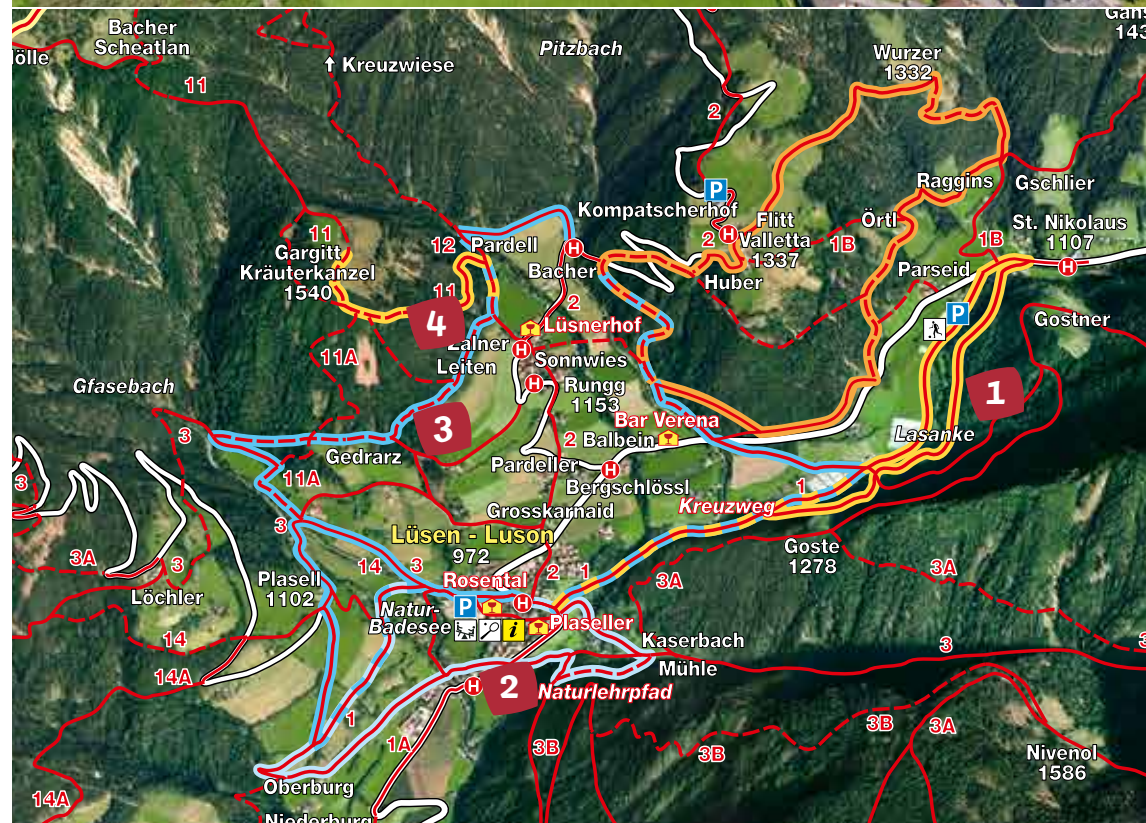 Bacher
Scheatlan
ölle
11
Kreuzwiese
Pitzbach
2
Wurzer
1332
143
11
Gargitt
Kräuterkanzel
1540
12
Pardell
11
4
Kompatscherhof
P
H
Flitt
Valletta
1337
2
Huber
1B
Örtl
Raggins
Gschlier
1B
St. Nikolaus
1107
H
Parseid
P
Gostner
H
Bacher
2
Lüsnerhof
Zalner
H
Leiten
Sonnwies
H
Rungg
1153
11A
Gfasebach
3
3
Gedrarz
11A
2
Bar Verena
Balbein
Pardeller
H
Bergschlössl
1
Lasanke
1
Kreuzweg
Grosskarnaid
Lüsen - Luson
972
3
3
3A
3
Löchler
14
14A
14A
Plasell
1102
14
3
Rosental
2
1
P
H
Natur-
Badesee
i
Plaseller
3A
Goste
1278
3A
Kaserbach
Mühle
3
3
H
2
Naturlehrpfad
1
1A
3B
3B
3B
3A
Nivenol
1586
Oberburg
Niederburg